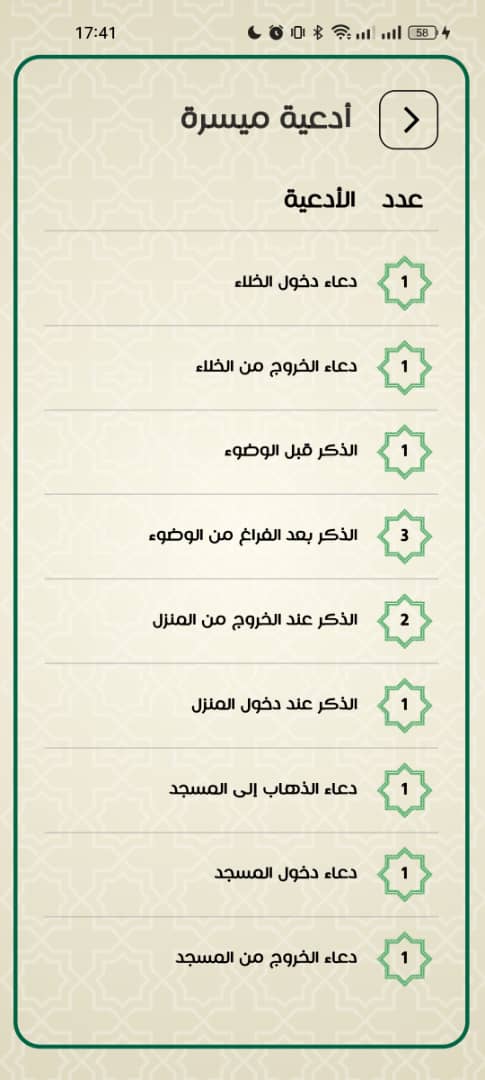 17:41
58
أدعية ميسرة
عدد الأدعية
1 دعاء دخول الخلاء
1 دعاء الخروج من الخلاء
1 الذكر قبل الوضوء
3 الذكر بعد الفراغ من الوضوء
2 الذكر عند الخروج من المنزل
1 الذكر عند دخول المنزل
1 دعاء الذهاب إلى المسجد
1 دعاء دخول المسجد
1 دعاء الخروج من المسجد